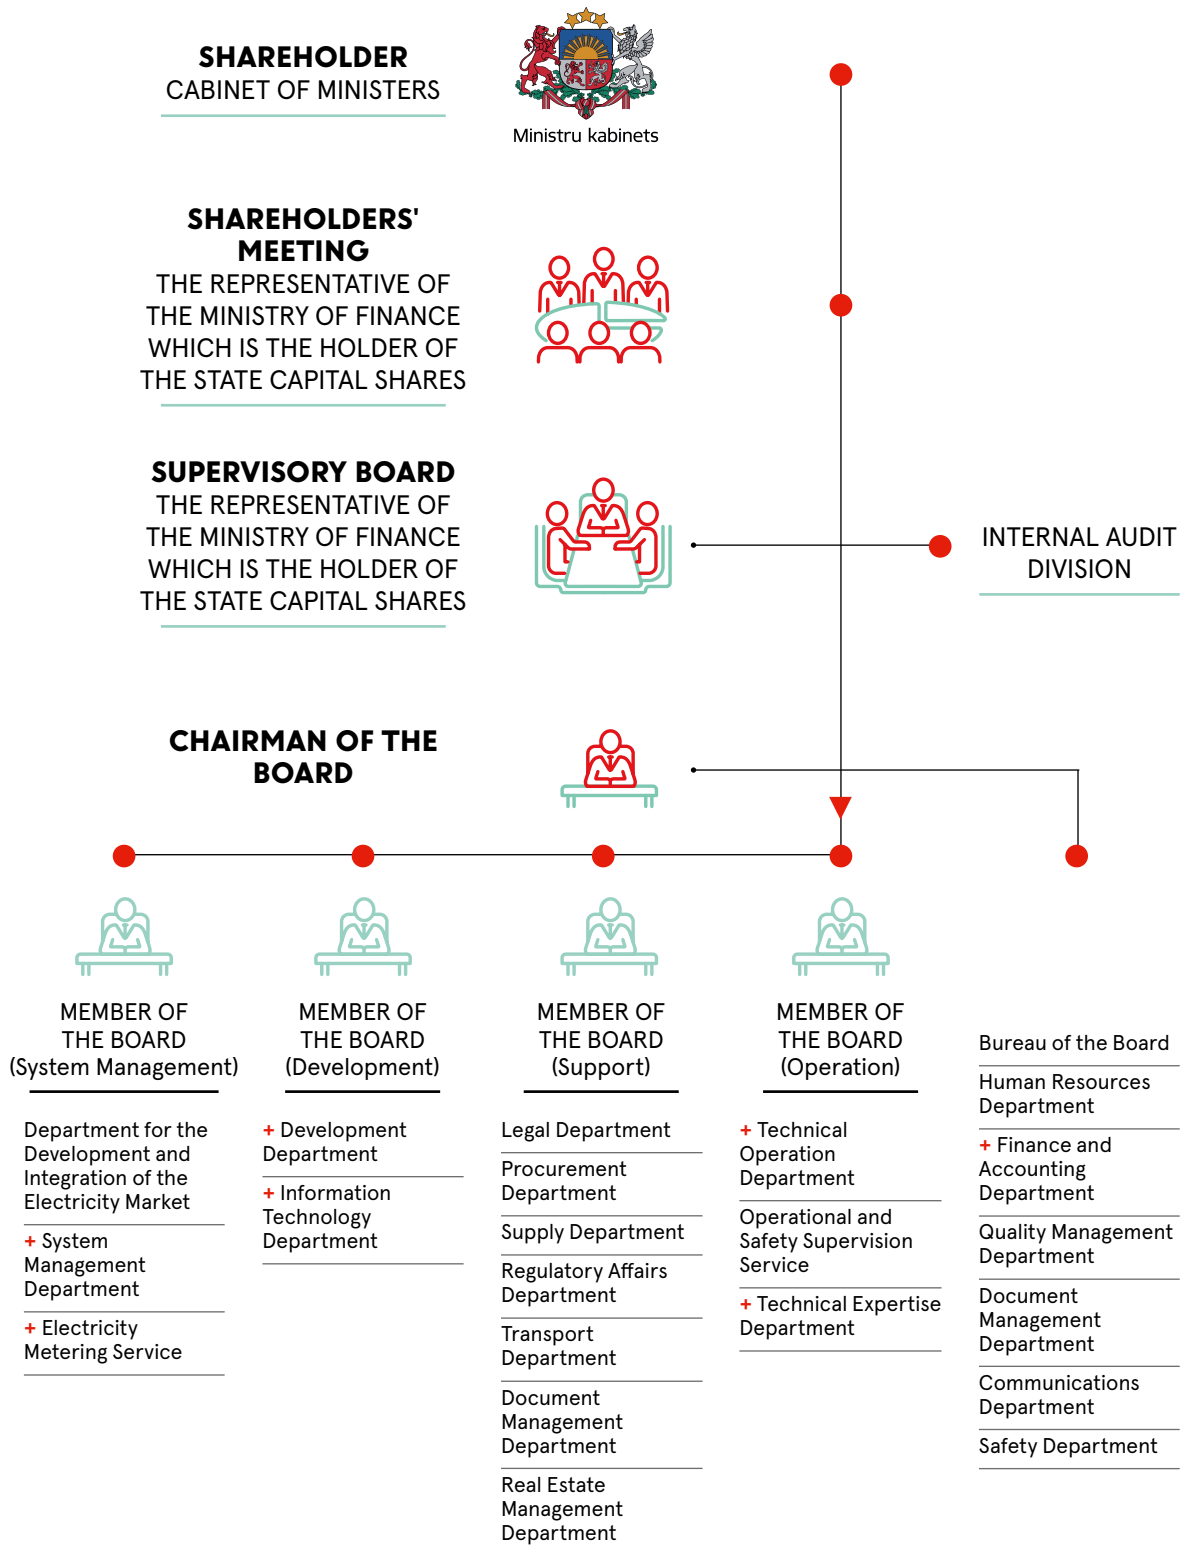 SHAREHOLDER
CABINET OF MINISTERS
Ministru kabinets
SHAREHOLDERS'
MEETING
THE REPRESENTATIVE OF
THE MINISTRY OF FINANCE
WHICH IS THE HOLDER OF
THE STATE CAPITAL SHARES
SUPERVISORY BOARD
THE REPRESENTATIVE OF
THE MINISTRY OF FINANCE
WHICH IS THE HOLDER OF
THE STATE CAPITAL SHARES
INTERNAL AUDIT
DIVISION
CHAIRMAN OF THE
BOARD
MEMBER OF
THE BOARD
(System Management)
Department for the
Development and
Integration of the
Electricity Market
+ System
Management
Department
+ Electricity
Metering Service
MEMBER OF
THE BOARD
(Development)
+ Development
Department
+ Information
Technology
Department
MEMBER OF
THE BOARD
(Support)
Legal Department
Procurement
Department
Supply Department
Regulatory Affairs
Department
Transport
Department
Document
Management
Department
Real Estate
Management
Department
MEMBER OF
THE BOARD
(Operation)
+ Technical
Operation
Department
Operational and
Safety Supervision
Service
+ Technical Expertise
Department
Bureau of the Board
Human Resources
Department
+ Finance and
Accounting
Department
Quality Management
Department
Document
Management
Department
Communications
Department
Safety Department